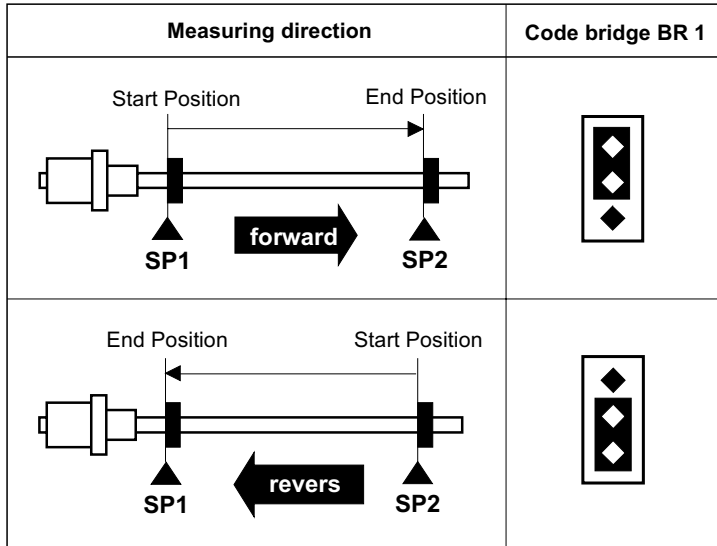 Measuring direction
Code bridge BR 1
Start Position
End Position
forward
SP1
SP2
End Position
Start Position
revers
SP1
SP2